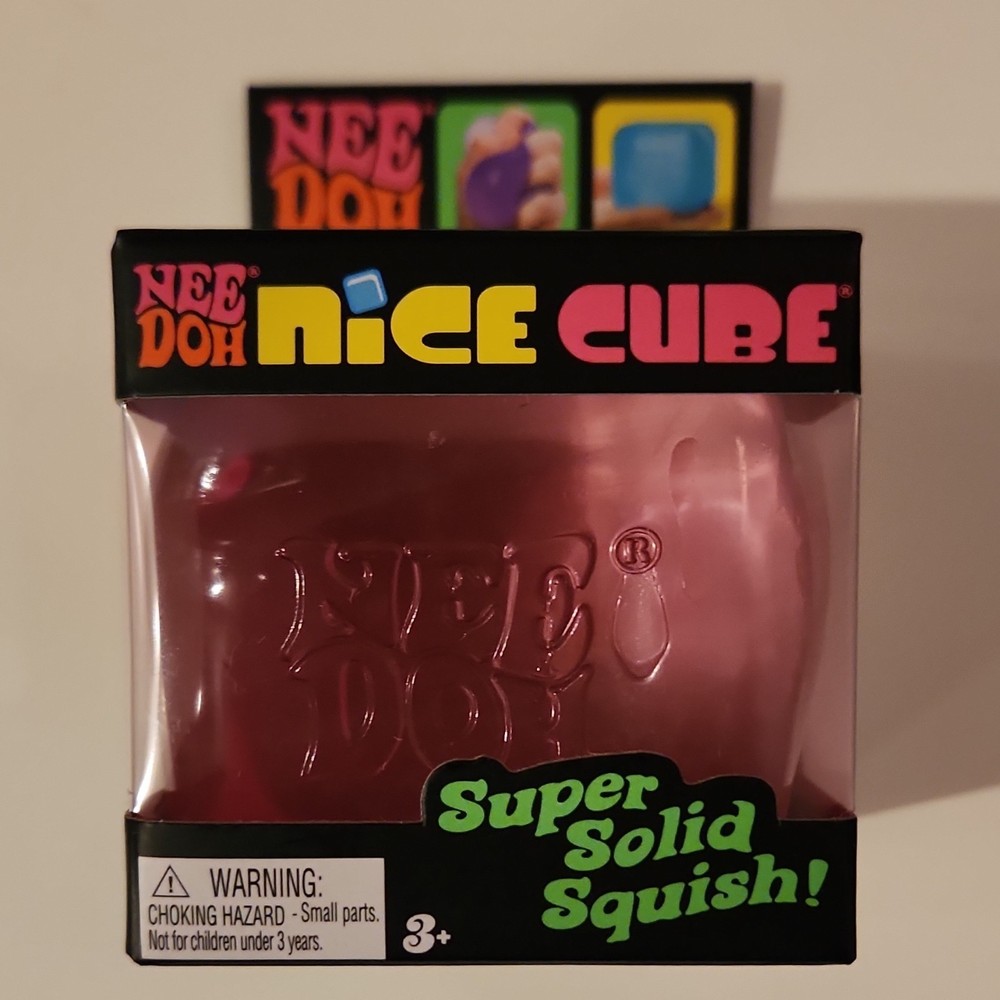 NEE
DOH
NEE®
DOH
NiCE CUBE®
NEE®
DOH
Super
Solid
Squish!
WARNING:
CHOKING HAZARD - Small parts.
Not for children under 3 years.
3+